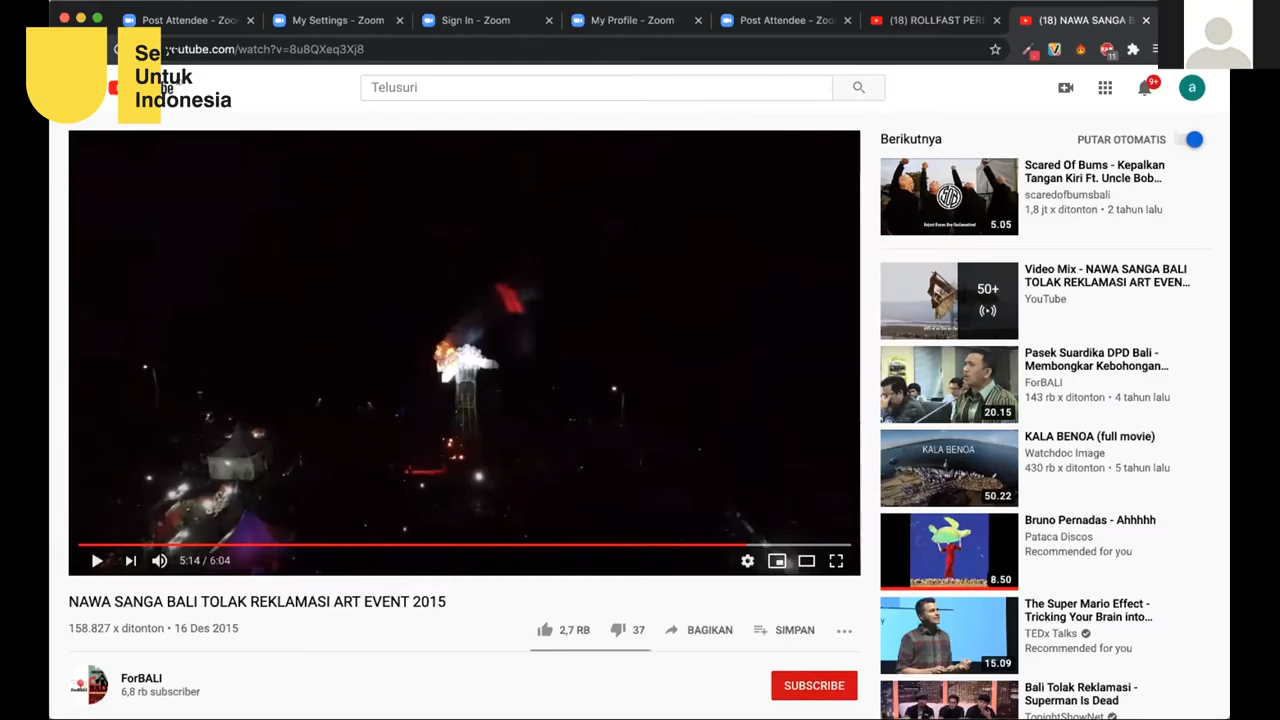 Post Attendee - Zoo
My Settings - Zoom
Sign In - Zoom
My Profile - Zoom
Post Attendee - Zoo
(18) ROLLFAST PER
(18) NAWA SANGA B
youtube.com/watch?v=8u8QXeq3Xj8
11
Se
Untuk
Indonesia
be
Telusuri
9+
a
Berikutnya
PUTAR OTOMATIS
Scared Of Bums - Kepalkan
Tangan Kiri Ft. Uncle Bob...
scaredofbumsbali
1,8 jt x ditonton • 2 tahun lalu
5.05
Video Mix - NAWA SANGA BALI
TOLAK REKLAMASI ART EVEN...
YouTube
50+
Pasek Suardika DPD Bali -
Membongkar Kebohongan...
ForBALI
143 rb x ditonton • 4 tahun lalu
20.15
KALA BENOA (full movie)
Watchdoc Image
430 rb x ditonton • 5 tahun lalu
KALA BENOA
50.22
Bruno Pernadas - Ahhhhh
Pataca Discos
Recommended for you
8.50
The Super Mario Effect -
Tricking Your Brain into...
TEDx Talks
Recommended for you
15.09
Bali Tolak Reklamasi -
Superman Is Dead
TonightShowNet
5:14 / 6:04
NAWA SANGA BALI TOLAK REKLAMASI ART EVENT 2015
158.827 x ditonton • 16 Des 2015
2,7 RB
37
BAGIKAN
SIMPAN
ForBALI
6,8 rb subscriber
SUBSCRIBE